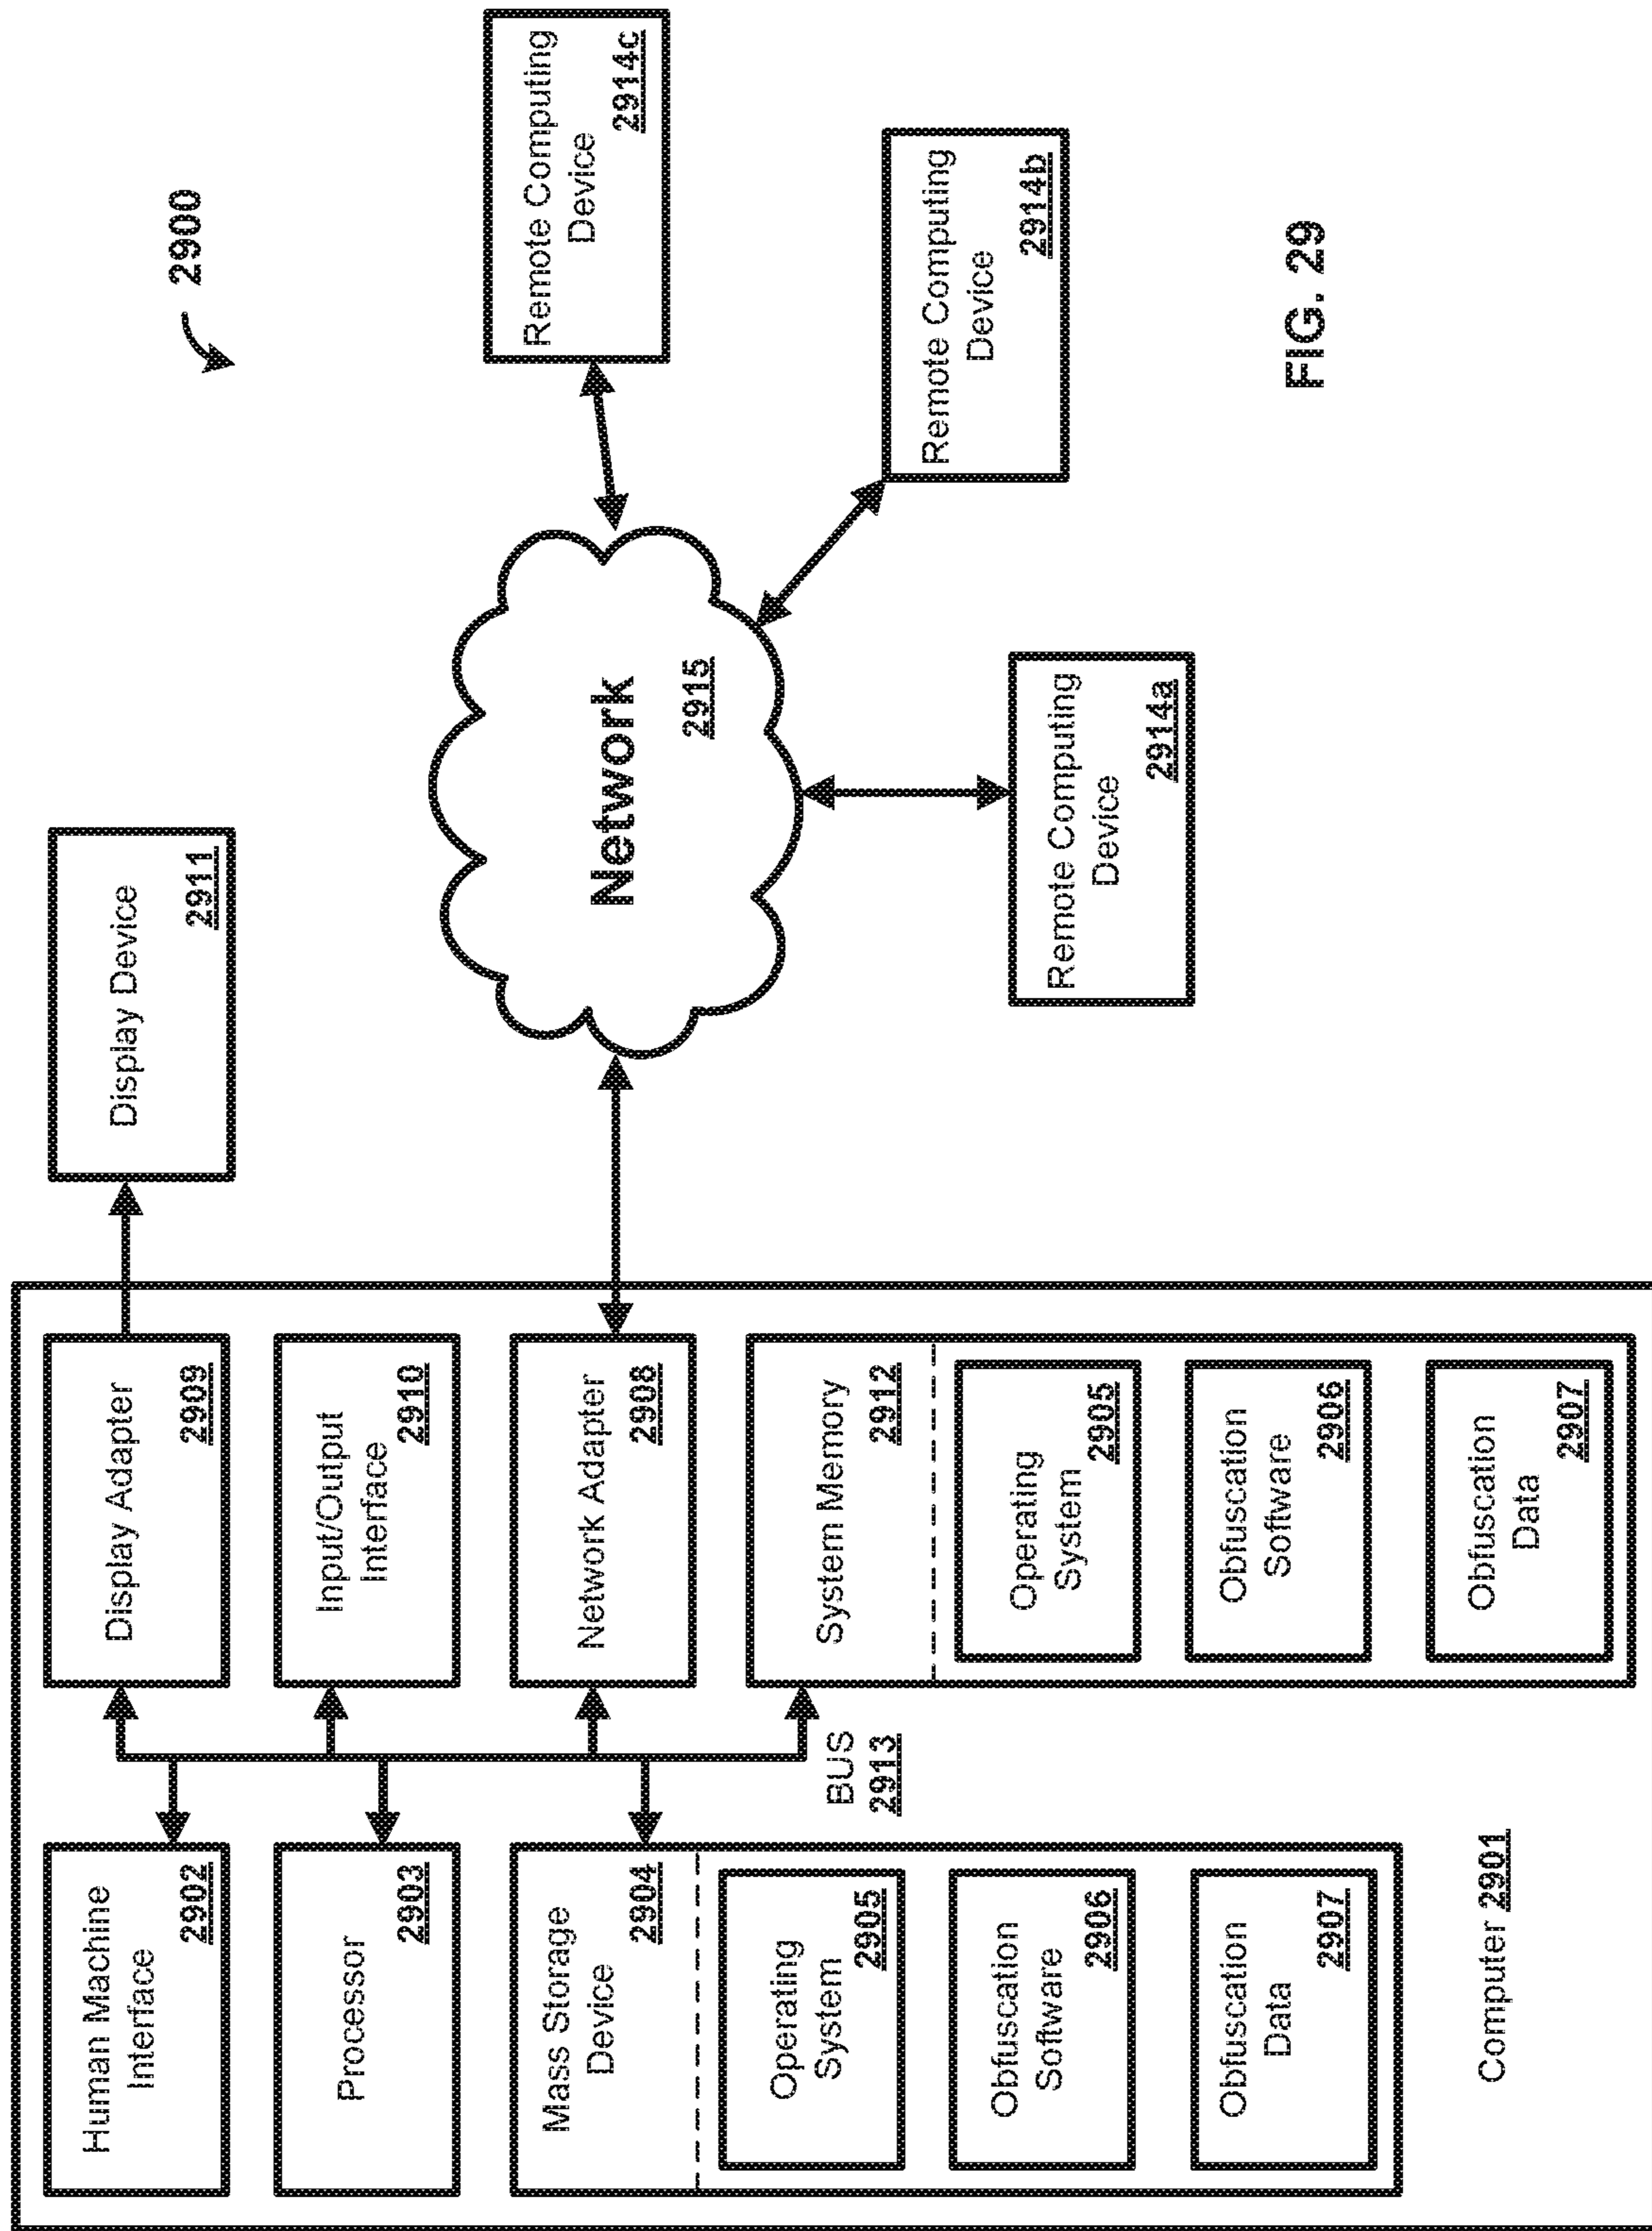 2900
Human Machine
Interface
2902
Processor
2903
Mass Storage
Device
2904
Operating
System
2905
Obfuscation
Software
2906
Obfuscation
Data
2907
Computer 2901
BUS
2913
Display Adapter
2909
Input/Output
Interface
2910
Network Adapter
2908
System Memory
2912
Operating
System
2905
Obfuscation
Software
2906
Obfuscation
Data
2907
Display Device
2911
Network
2915
Remote Computing
Device
2914a
Remote Computing
Device
2914b
Remote Computing
Device
2914c
FIG. 29